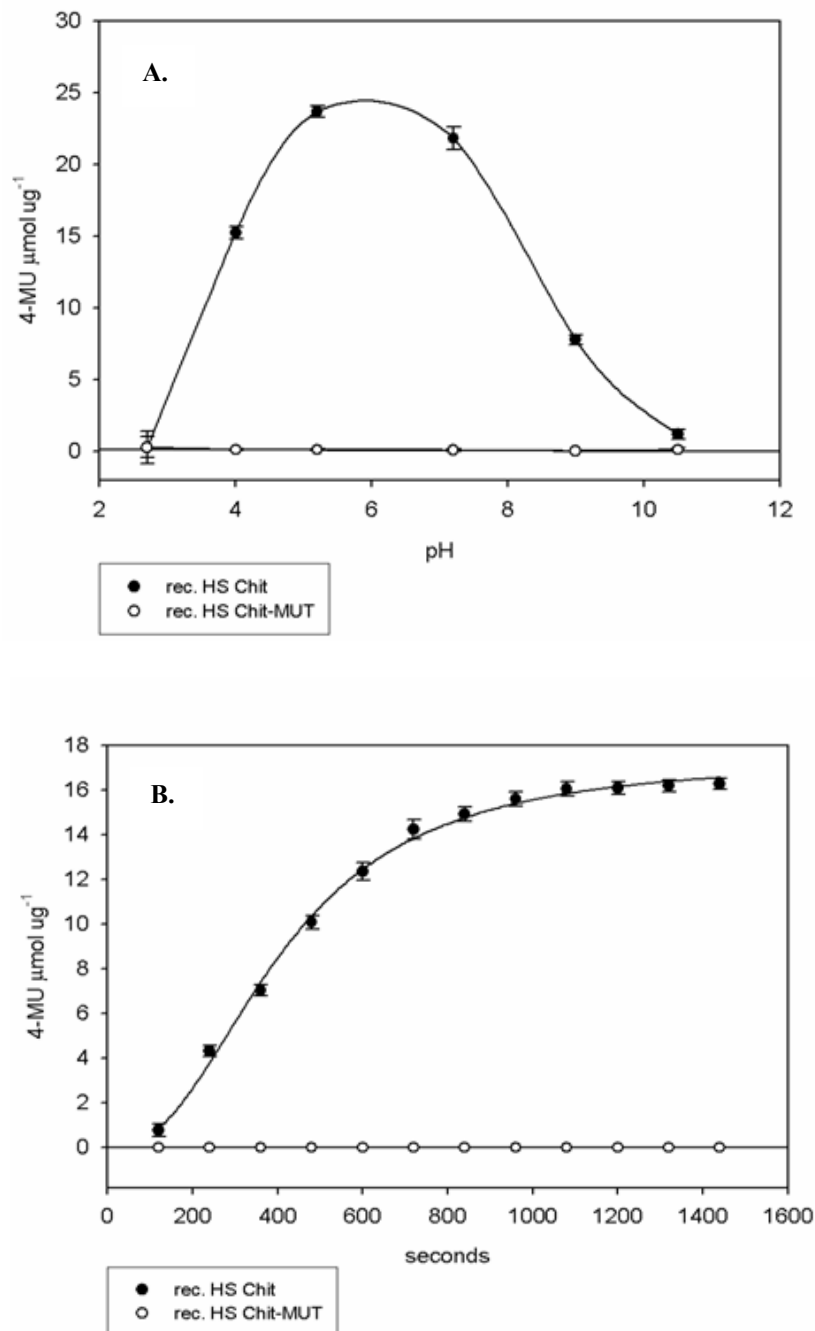 A.
4-MU µmol ug⁻¹
30
25
20
15
10
5
0
2 4 6 8 10 12
pH
rec. HS Chit
rec. HS Chit-MUT
B.
4-MU µmol ug⁻¹
18
16
14
12
10
8
6
4
2
0
0 200 400 600 800 1000 1200 1400 1600
seconds
rec. HS Chit
rec. HS Chit-MUT